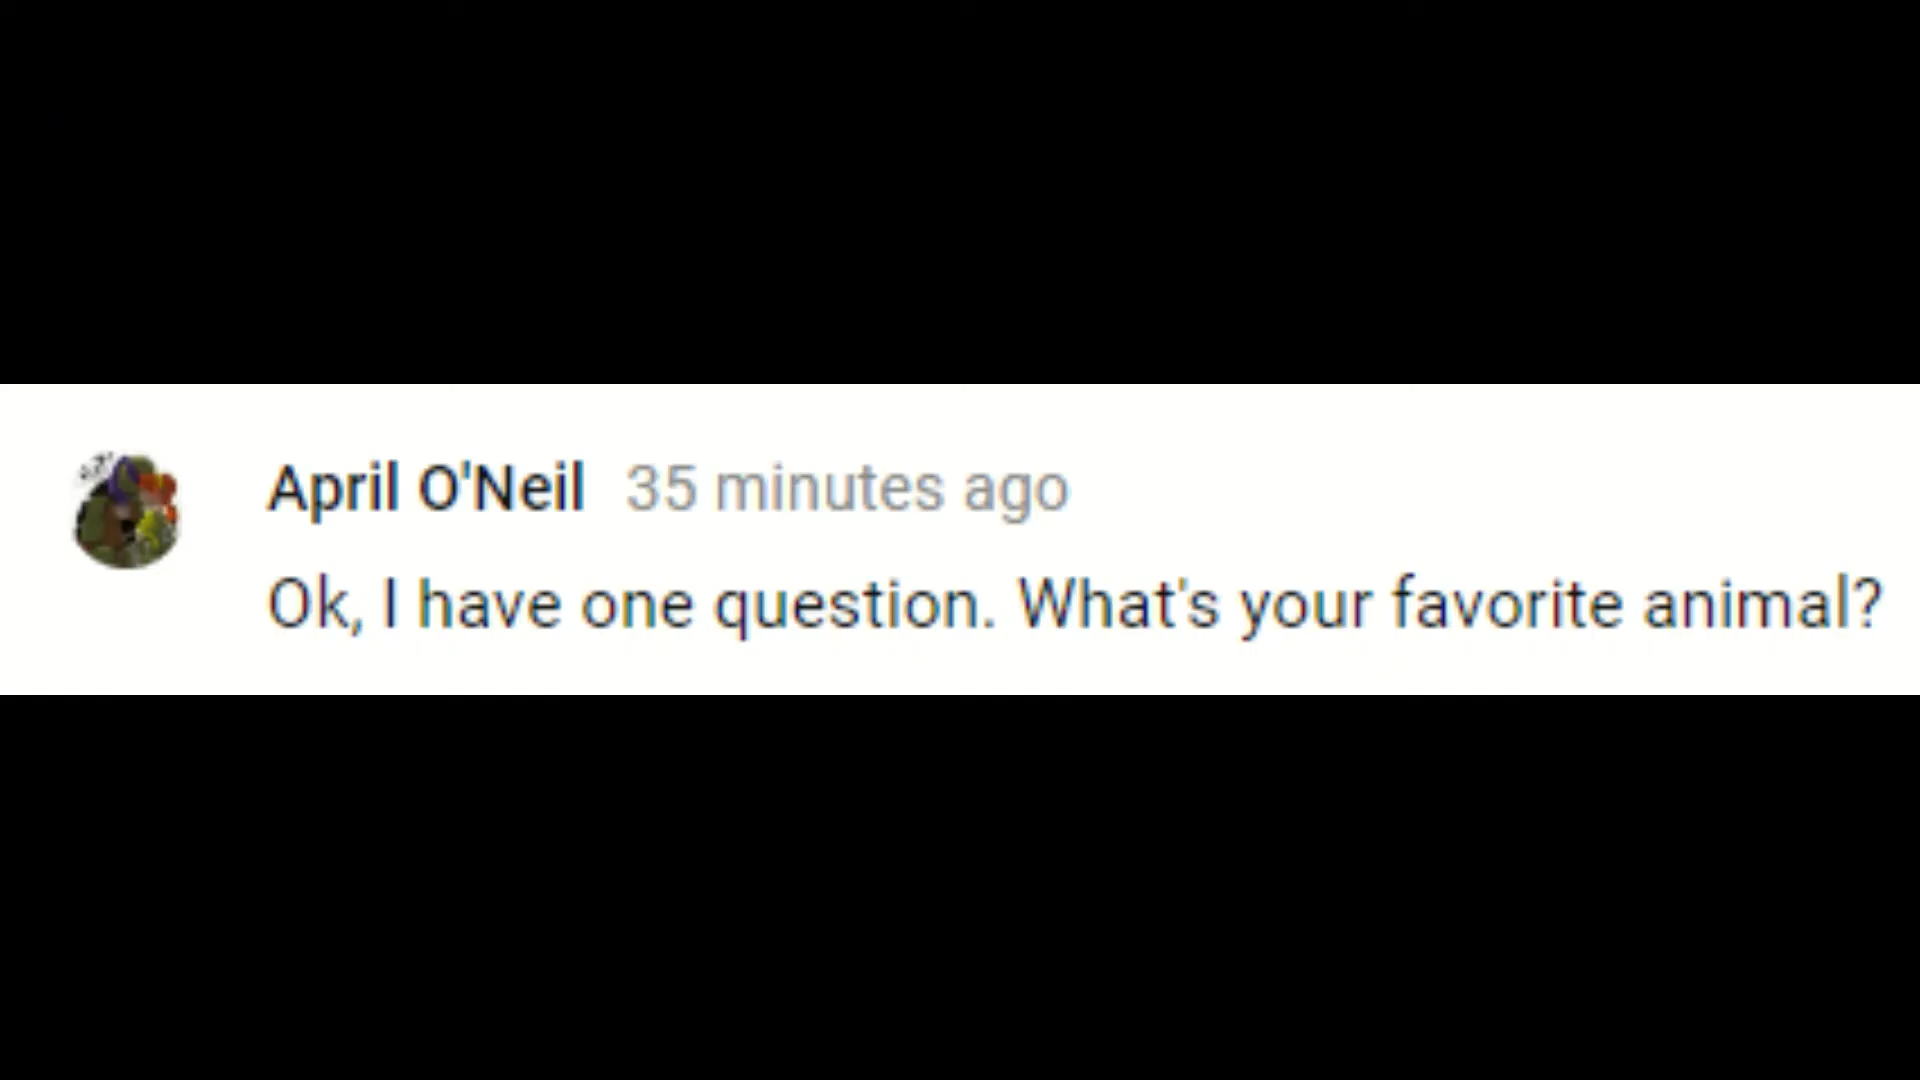 April O'Neil 35 minutes ago
Ok, I have one question. What's your favorite animal?